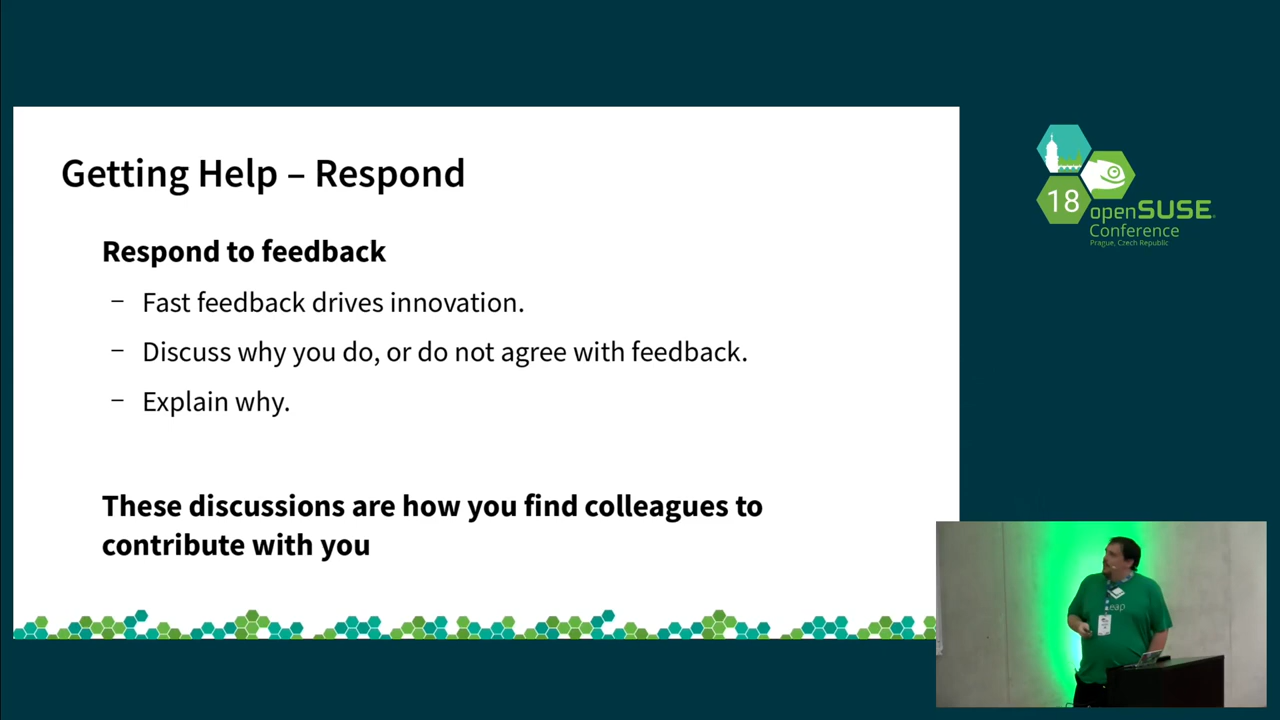 Getting Help – Respond
Respond to feedback
– Fast feedback drives innovation.
– Discuss why you do, or do not agree with feedback.
– Explain why.
These discussions are how you find colleagues to
contribute with you
18
openSUSE
Conference
Prague, Czech Republic